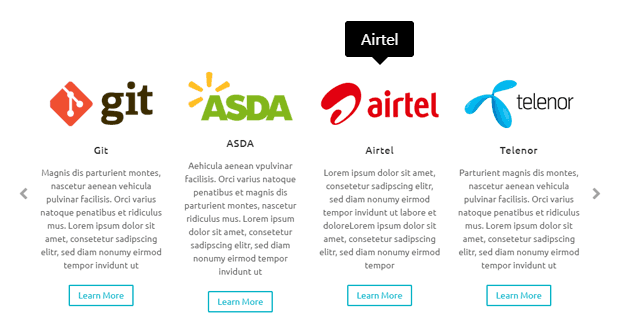 Airtel
git
ASDA
airtel
telenor
Git
Magnis dis parturient montes,
nascetur aenean vehicula
pulvinar facilisis. Orci varius
natoque penatibus et ridiculus
mus. Lorem ipsum dolor sit
amet, consetetur sadipscing
elitr, sed diam nonumy eirmod
tempor invidunt ut
Learn More
ASDA
Aehicula aenean vpulvinar
facilisis. Orci varius natoque
penatibus et magnis dis
parturient montes, nascetur
ridiculus mus. Lorem ipsum
dolor sit amet, consetetur
sadipscing elitr, sed diam
nonumy eirmod tempor
invidunt ut
Learn More
Airtel
Lorem ipsum dolor sit amet,
consetetur sadipscing elitr,
sed diam nonumy eirmod
tempor invidunt ut labore et
doloreLorem ipsum dolor sit
amet, consetetur sadipscing
elitr, sed diam nonumy eirmod
tempor
Learn More
Telenor
Parturient magnis dis montes,
nascetur aenean vehicula
pulvinar facilisis. Orci varius
natoque penatibus et ridiculus
mus. Lorem ipsum dolor sit
amet, consetetur sadipscing
elitr, sed diam nonumy eirmod
tempor invidunt ut
Learn More